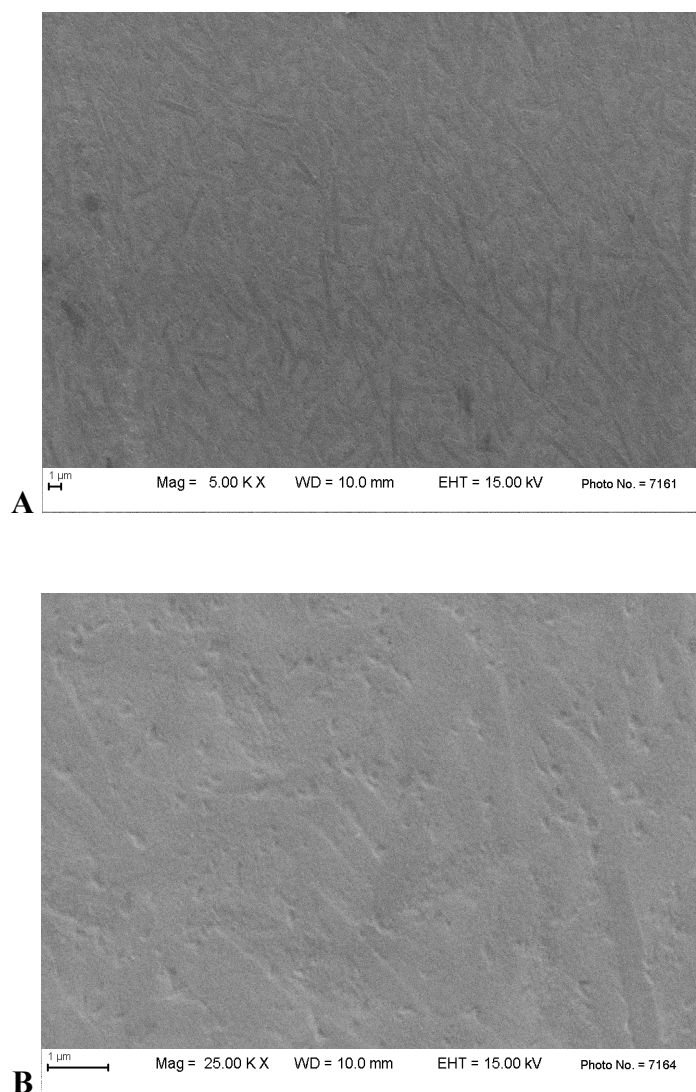 1 µm
Mag = 5.00 K X WD = 10.0 mm EHT = 15.00 kV Photo No. = 7161
A
1 µm
Mag = 25.00 K X WD = 10.0 mm EHT = 15.00 kV Photo No. = 7164
B